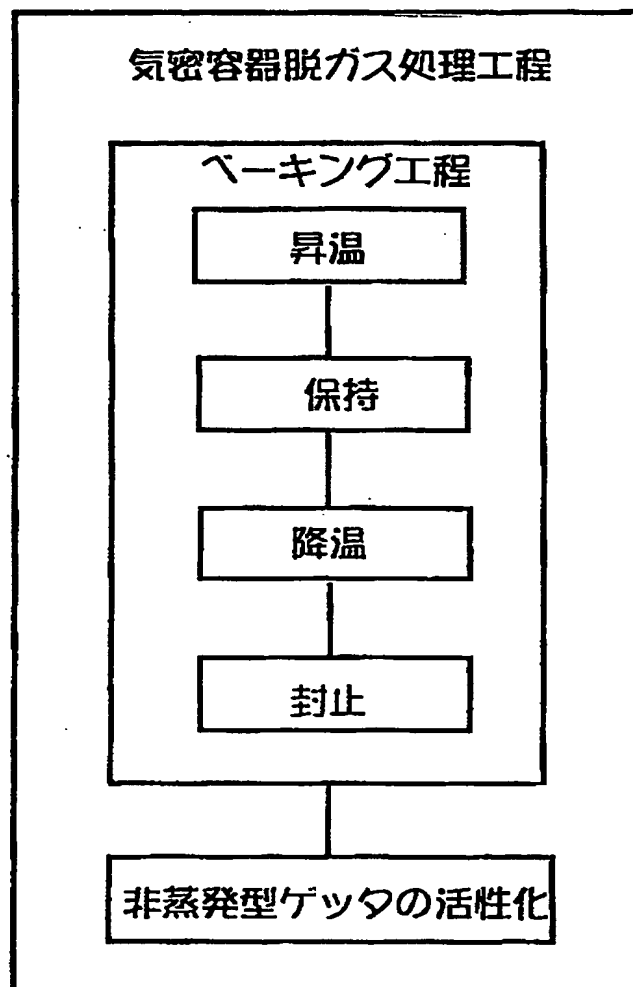 気密容器脱ガス処理工程
ベーキング工程
昇温
保持
降温
封止
非蒸発型ゲッタの活性化